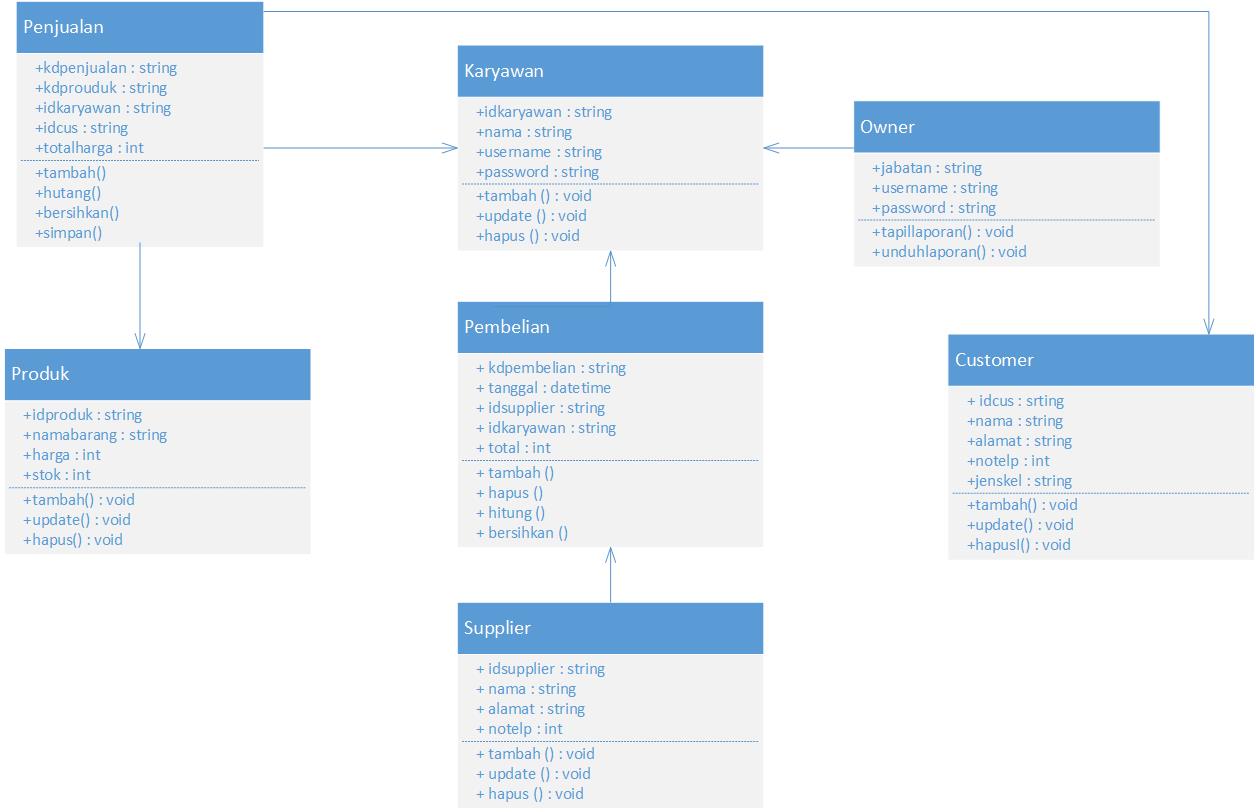 Penjualan
+kdpenjualan : string
+kdprouduk : string
+idkaryawan : string
+idcus : string
+totalharga : int
+tambah()
+hutang()
+bersihkan()
+simpan()
Karyawan
+idkaryawan : string
+nama : string
+username : string
+password : string
+tambah () : void
+update () : void
+hapus () : void
Owner
+jabatan : string
+username : string
+password : string
+tapillaporan() : void
+unduhlaporan() : void
Produk
+idproduk : string
+namabarang : string
+harga : int
+stok : int
+tambah() : void
+update() : void
+hapus() : void
Pembelian
+ kdpembelian : string
+ tanggal : datetime
+ idsupplier : string
+ idkaryawan : string
+ total : int
+ tambah ()
+ hapus ()
+ hitung ()
+ bersihkan ()
Customer
+ idcus : srting
+nama : string
+alamat : string
+notelp : int
+jenskel : string
+tambah() : void
+update() : void
+hapusl() : void
Supplier
+ idsupplier : string
+ nama : string
+ alamat : string
+ notelp : int
+ tambah () : void
+ update () : void
+ hapus () : void